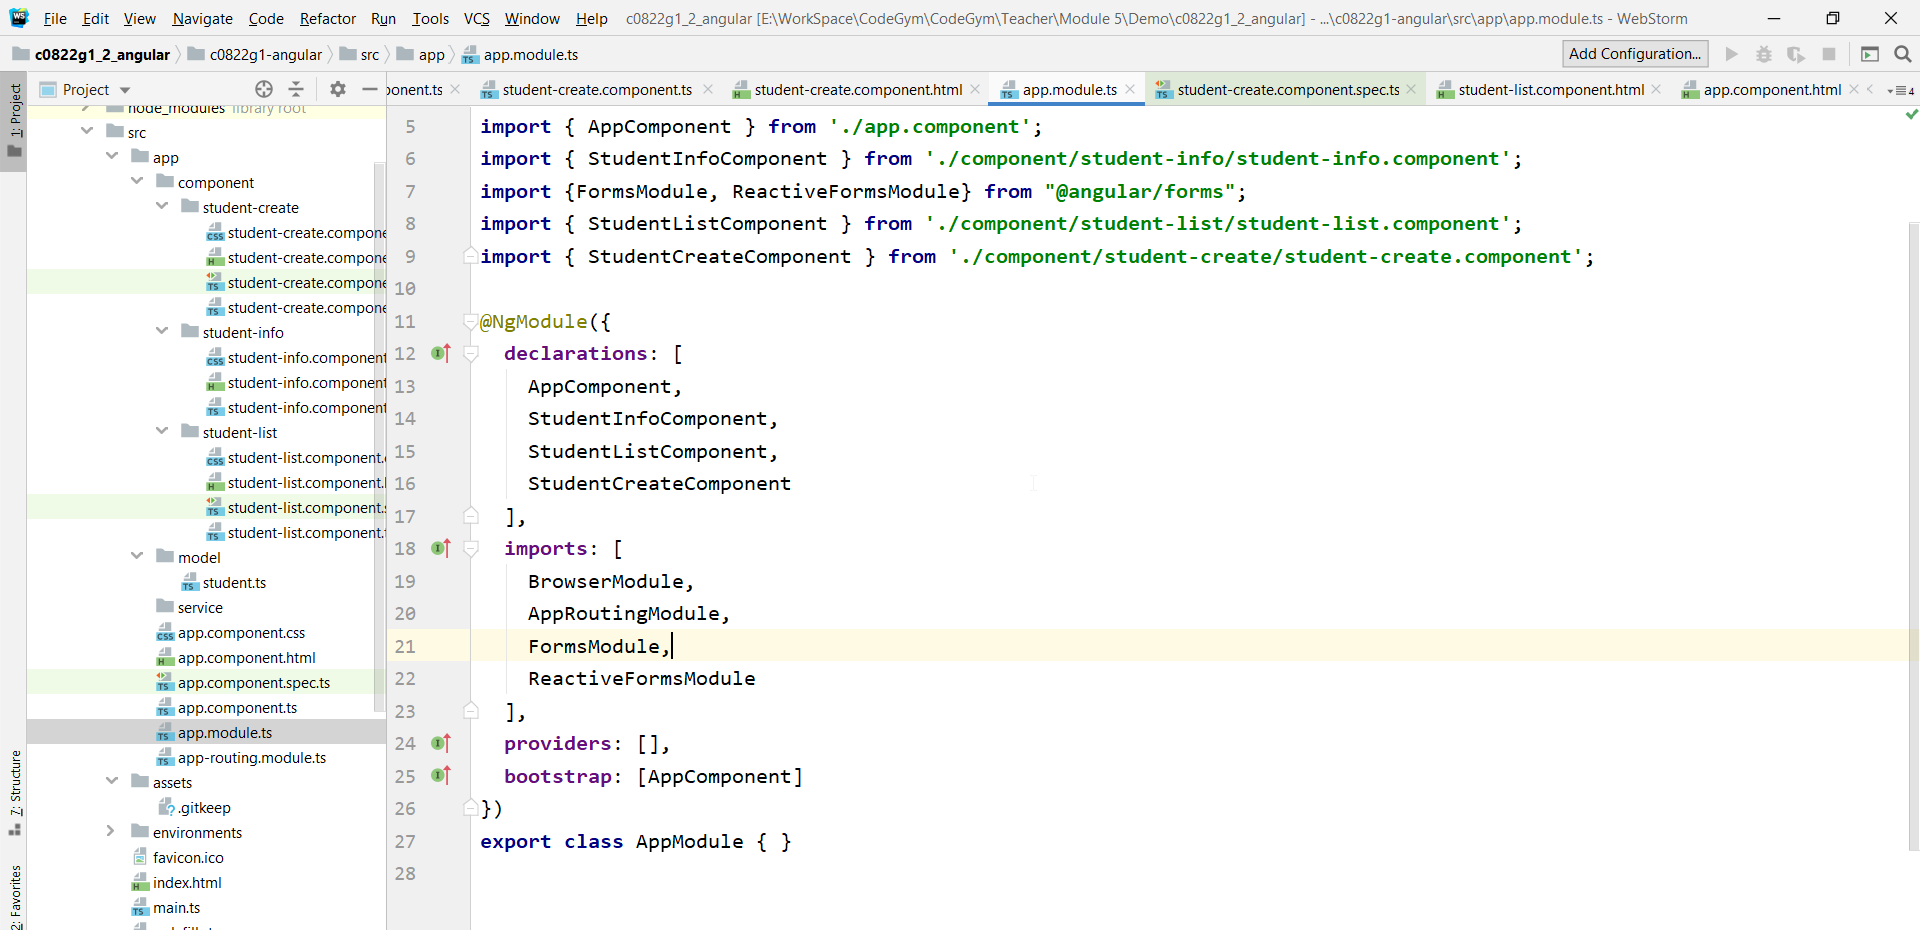 File Edit View Navigate Code Refactor Run Tools VCS Window Help c0822g1_2_angular [E:\WorkSpace\CodeGym\CodeGym\Teacher\Module 5\Demo\c0822g1_2_angular] - ...\c0822g1-angular\src\app\app.module.ts - WebStorm
c0822g1_2_angular c0822g1-angular src app app.module.ts Add Configuration...
Project
ponent.ts student-create.component.ts student-create.component.html app.module.ts student-create.component.spec.ts student-list.component.html app.component.html 4
1: Project
7: Structure
2: Favorites
node_modules library root
src
app
component
student-create
student-create.compone
student-create.compone
student-create.compone
student-create.compone
student-info
student-info.component
student-info.component
student-info.component
student-list
student-list.component.
student-list.component.
student-list.component.
student-list.component.
model
student.ts
service
app.component.css
app.component.html
app.component.spec.ts
app.component.ts
app.module.ts
app-routing.module.ts
assets
.gitkeep
environments
favicon.ico
index.html
main.ts
5 import { AppComponent } from './app.component';
6 import { StudentInfoComponent } from './component/student-info/student-info.component';
7 import {FormsModule, ReactiveFormsModule} from "@angular/forms";
8 import { StudentListComponent } from './component/student-list/student-list.component';
9 import { StudentCreateComponent } from './component/student-create/student-create.component';
10
11 @NgModule({
12 declarations: [
13 AppComponent,
14 StudentInfoComponent,
15 StudentListComponent,
16 StudentCreateComponent
17 ],
18 imports: [
19 BrowserModule,
20 AppRoutingModule,
21 FormsModule,
22 ReactiveFormsModule
23 ],
24 providers: [],
25 bootstrap: [AppComponent]
26 })
27 export class AppModule { }
28